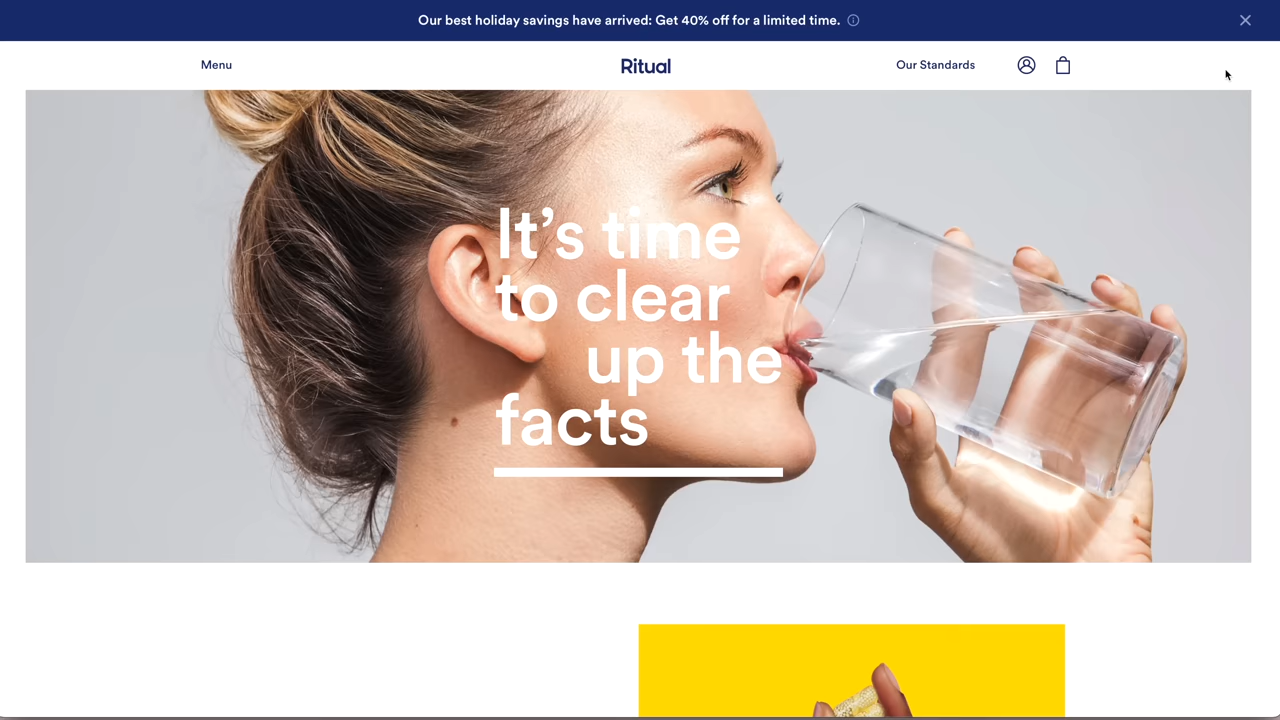 Our best holiday savings have arrived: Get 40% off for a limited time.
Menu
Ritual
Our Standards
It’s time
to clear
up the
facts